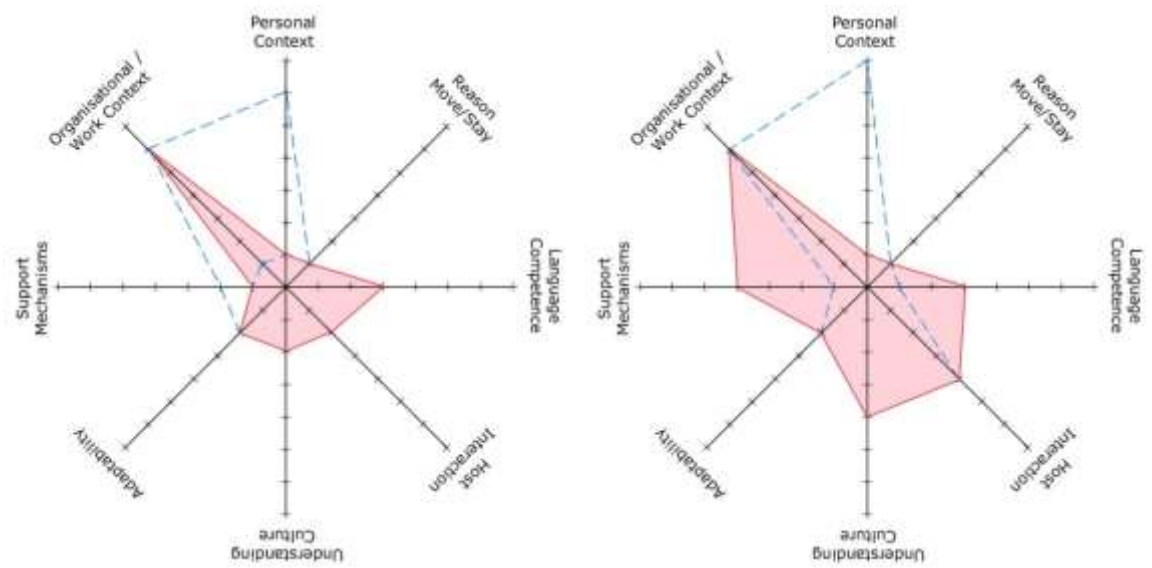 Personal
Context
Reason
Move/Stay
Language
Competence
Host
Interaction
Understanding
Culture
Adaptability
Support
Mechanisms
Organisational /
Work Context
Personal
Context
Reason
Move/Stay
Language
Competence
Host
Interaction
Understanding
Culture
Adaptability
Support
Mechanisms
Organisational /
Work Context